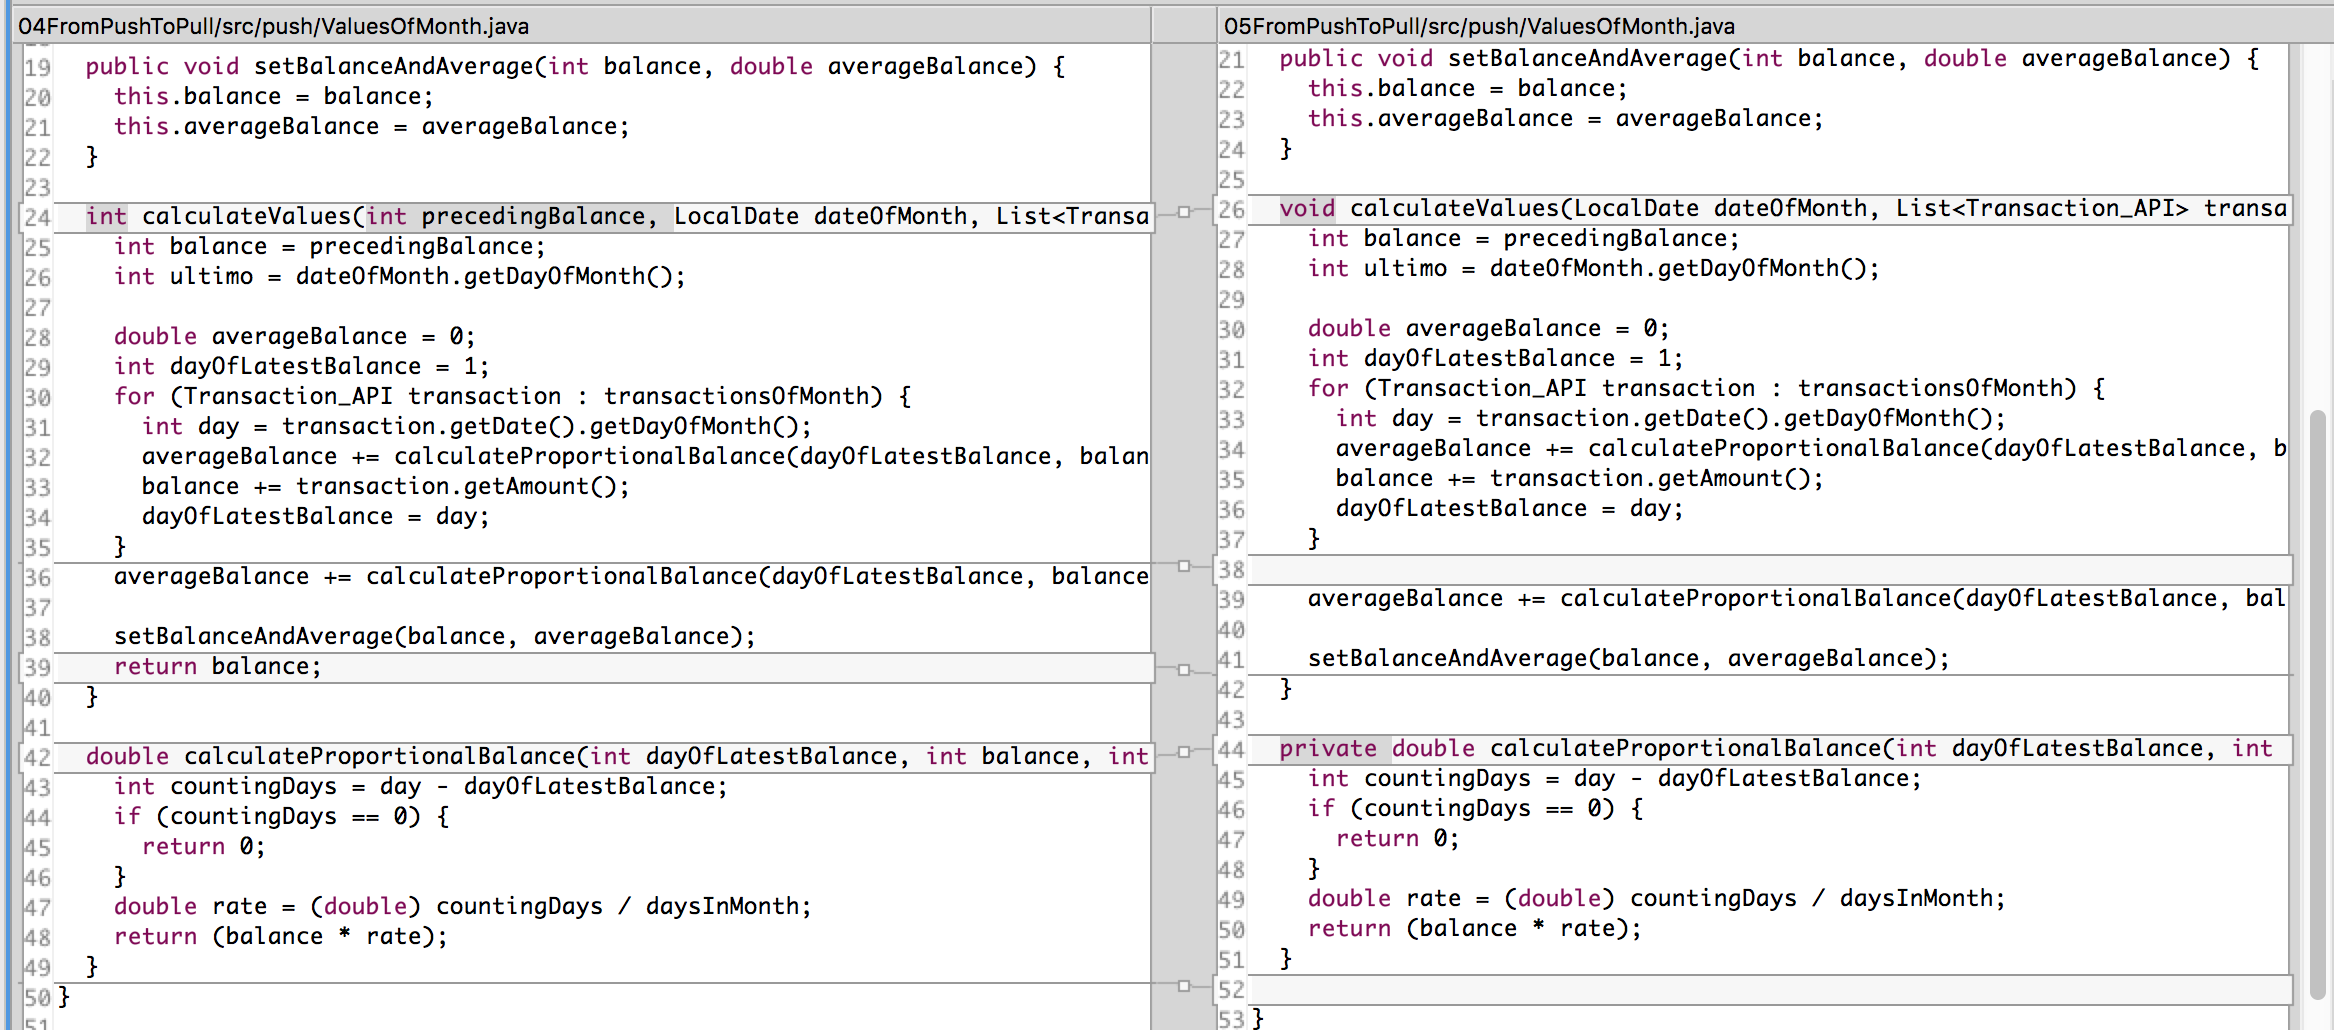 04FromPushToPull/src/push/ValuesOfMonth.java
19 public void setBalanceAndAverage(int balance, double averageBalance) {
20 this.balance = balance;
21 this.averageBalance = averageBalance;
22 }
23
24 int calculateValues(int precedingBalance, LocalDate dateOfMonth, List<Transa
25 int balance = precedingBalance;
26 int ultimo = dateOfMonth.getDayOfMonth();
27
28 double averageBalance = 0;
29 int dayOfLatestBalance = 1;
30 for (Transaction_API transaction : transactionsOfMonth) {
31 int day = transaction.getDate().getDayOfMonth();
32 averageBalance += calculateProportionalBalance(dayOfLatestBalance, balan
33 balance += transaction.getAmount();
34 dayOfLatestBalance = day;
35 }
36 averageBalance += calculateProportionalBalance(dayOfLatestBalance, balance
37
38 setBalanceAndAverage(balance, averageBalance);
39 return balance;
40 }
41
42 double calculateProportionalBalance(int dayOfLatestBalance, int balance, int
43 int countingDays = day - dayOfLatestBalance;
44 if (countingDays == 0) {
45 return 0;
46 }
47 double rate = (double) countingDays / daysInMonth;
48 return (balance * rate);
49 }
50 }
51
05FromPushToPull/src/push/ValuesOfMonth.java
21 public void setBalanceAndAverage(int balance, double averageBalance) {
22 this.balance = balance;
23 this.averageBalance = averageBalance;
24 }
25
26 void calculateValues(LocalDate dateOfMonth, List<Transaction_API> transa
27 int balance = precedingBalance;
28 int ultimo = dateOfMonth.getDayOfMonth();
29
30 double averageBalance = 0;
31 int dayOfLatestBalance = 1;
32 for (Transaction_API transaction : transactionsOfMonth) {
33 int day = transaction.getDate().getDayOfMonth();
34 averageBalance += calculateProportionalBalance(dayOfLatestBalance, b
35 balance += transaction.getAmount();
36 dayOfLatestBalance = day;
37 }
38
39 averageBalance += calculateProportionalBalance(dayOfLatestBalance, bal
40
41 setBalanceAndAverage(balance, averageBalance);
42 }
43
44 private double calculateProportionalBalance(int dayOfLatestBalance, int
45 int countingDays = day - dayOfLatestBalance;
46 if (countingDays == 0) {
47 return 0;
48 }
49 double rate = (double) countingDays / daysInMonth;
50 return (balance * rate);
51 }
52
53 }